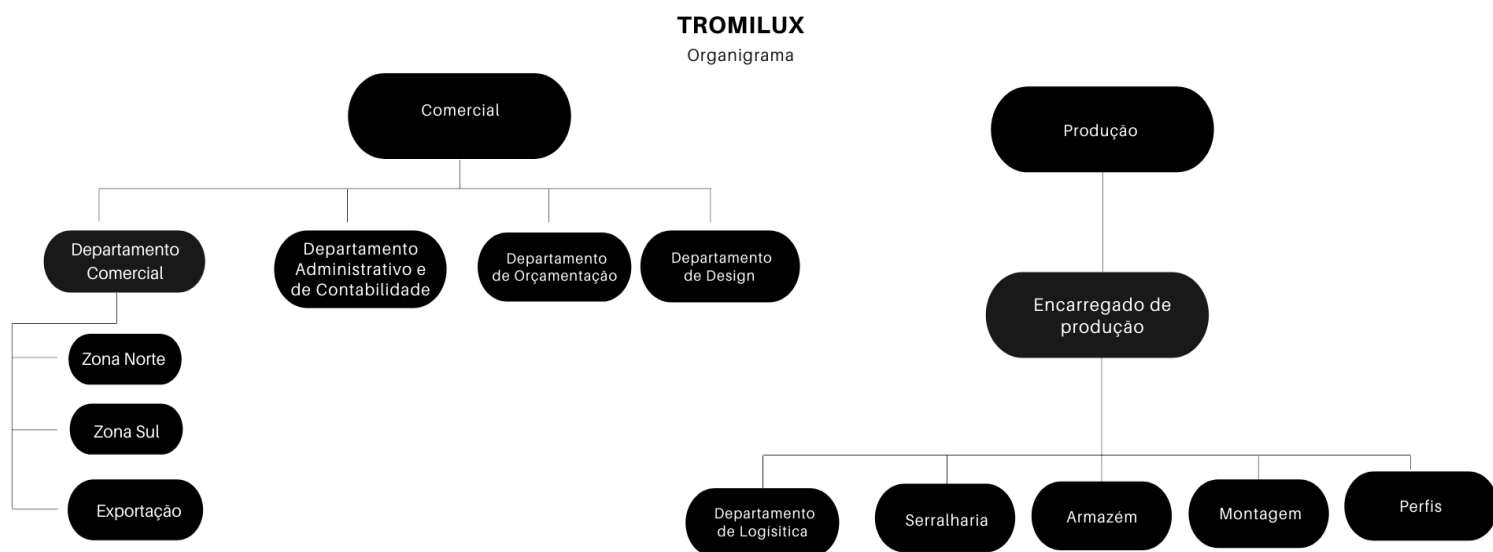 TROMILUX
Organigrama
Comercial
Produção
Departamento
Comercial
Departamento
Administrativo e
de Contabilidade
Departamento
de Orçamentação
Departamento
de Design
Encarregado de
produção
Zona Norte
Zona Sul
Exportação
Departamento
de Logísitica
Serralharia
Armazém
Montagem
Perfis